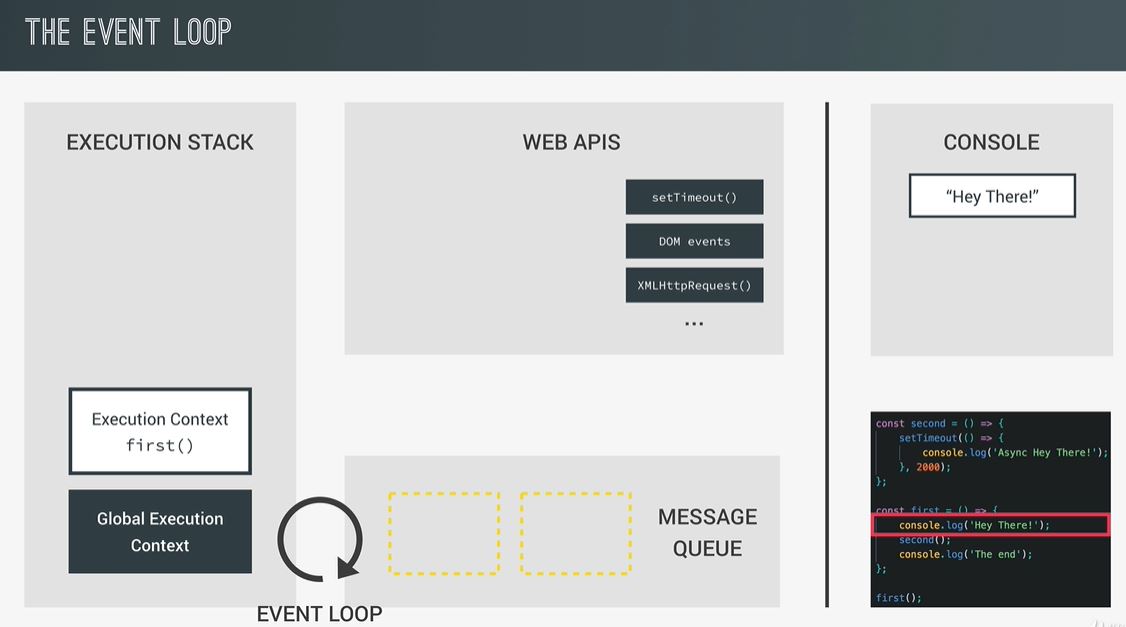 THE EVENT LOOP
EXECUTION STACK
Execution Context
first()
Global Execution
Context
EVENT LOOP
WEB APIS
setTimeout()
DOM events
XMLHttpRequest()
...
MESSAGE
QUEUE
CONSOLE
“Hey There!”
const second = () => {
setTimeout(() => {
console.log('Async Hey There!');
}, 2000);
};
const first = () => {
console.log('Hey There!');
second();
console.log('The end');
};
first();